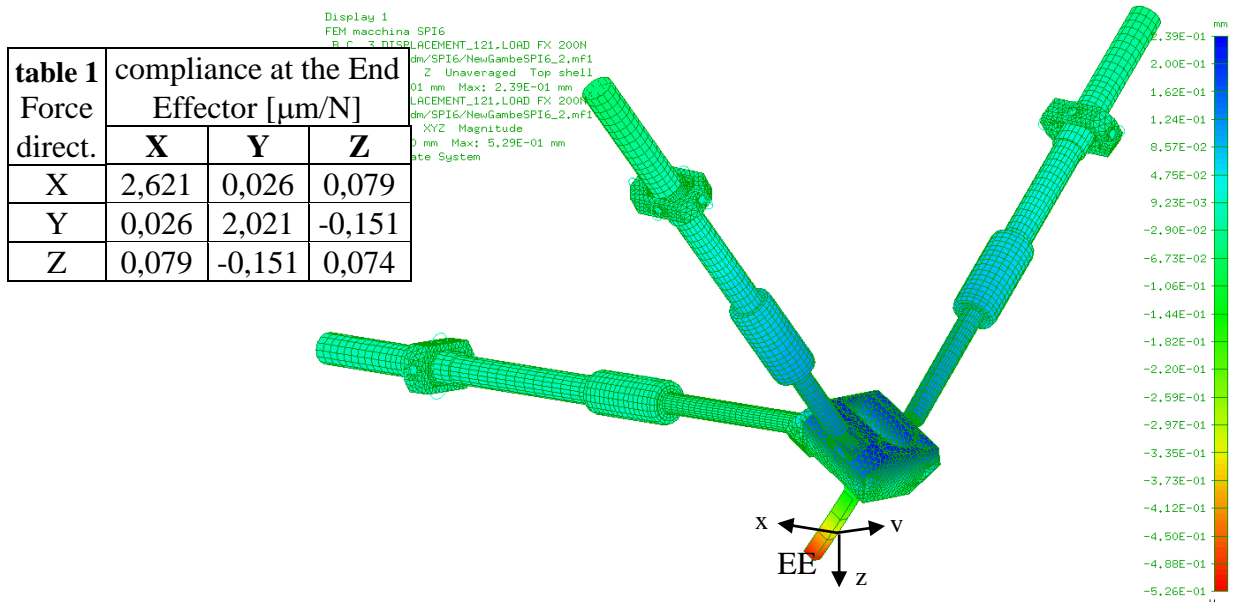 Display 1
FEM macchina SPI6
B.C. 3,DISPLACEMENT_121,LOAD FX 200N
dm/SPI6/NewGambeSPI6_2.mf1
Z Unaveraged Top shell
01 mm Max: 2.39E-01 mm
LACEMENT_121,LOAD FX 200N
dm/SPI6/NewGambeSPI6_2.mf1
XYZ Magnitude
0 mm Max: 5.29E-01 mm
ate System
table 1 compliance at the End
Force Effector [µm/N]
direct. X Y Z
X 2,621 0,026 0,079
Y 0,026 2,021 -0,151
Z 0,079 -0,151 0,074
mm
2.39E-01
2.00E-01
1.62E-01
1.24E-01
8.57E-02
4.75E-02
9.23E-03
-2.90E-02
-6.73E-02
-1.06E-01
-1.44E-01
-1.82E-01
-2.20E-01
-2.59E-01
-2.97E-01
-3.35E-01
-3.73E-01
-4.12E-01
-4.50E-01
-4.88E-01
-5.26E-01
x
y
EE
z